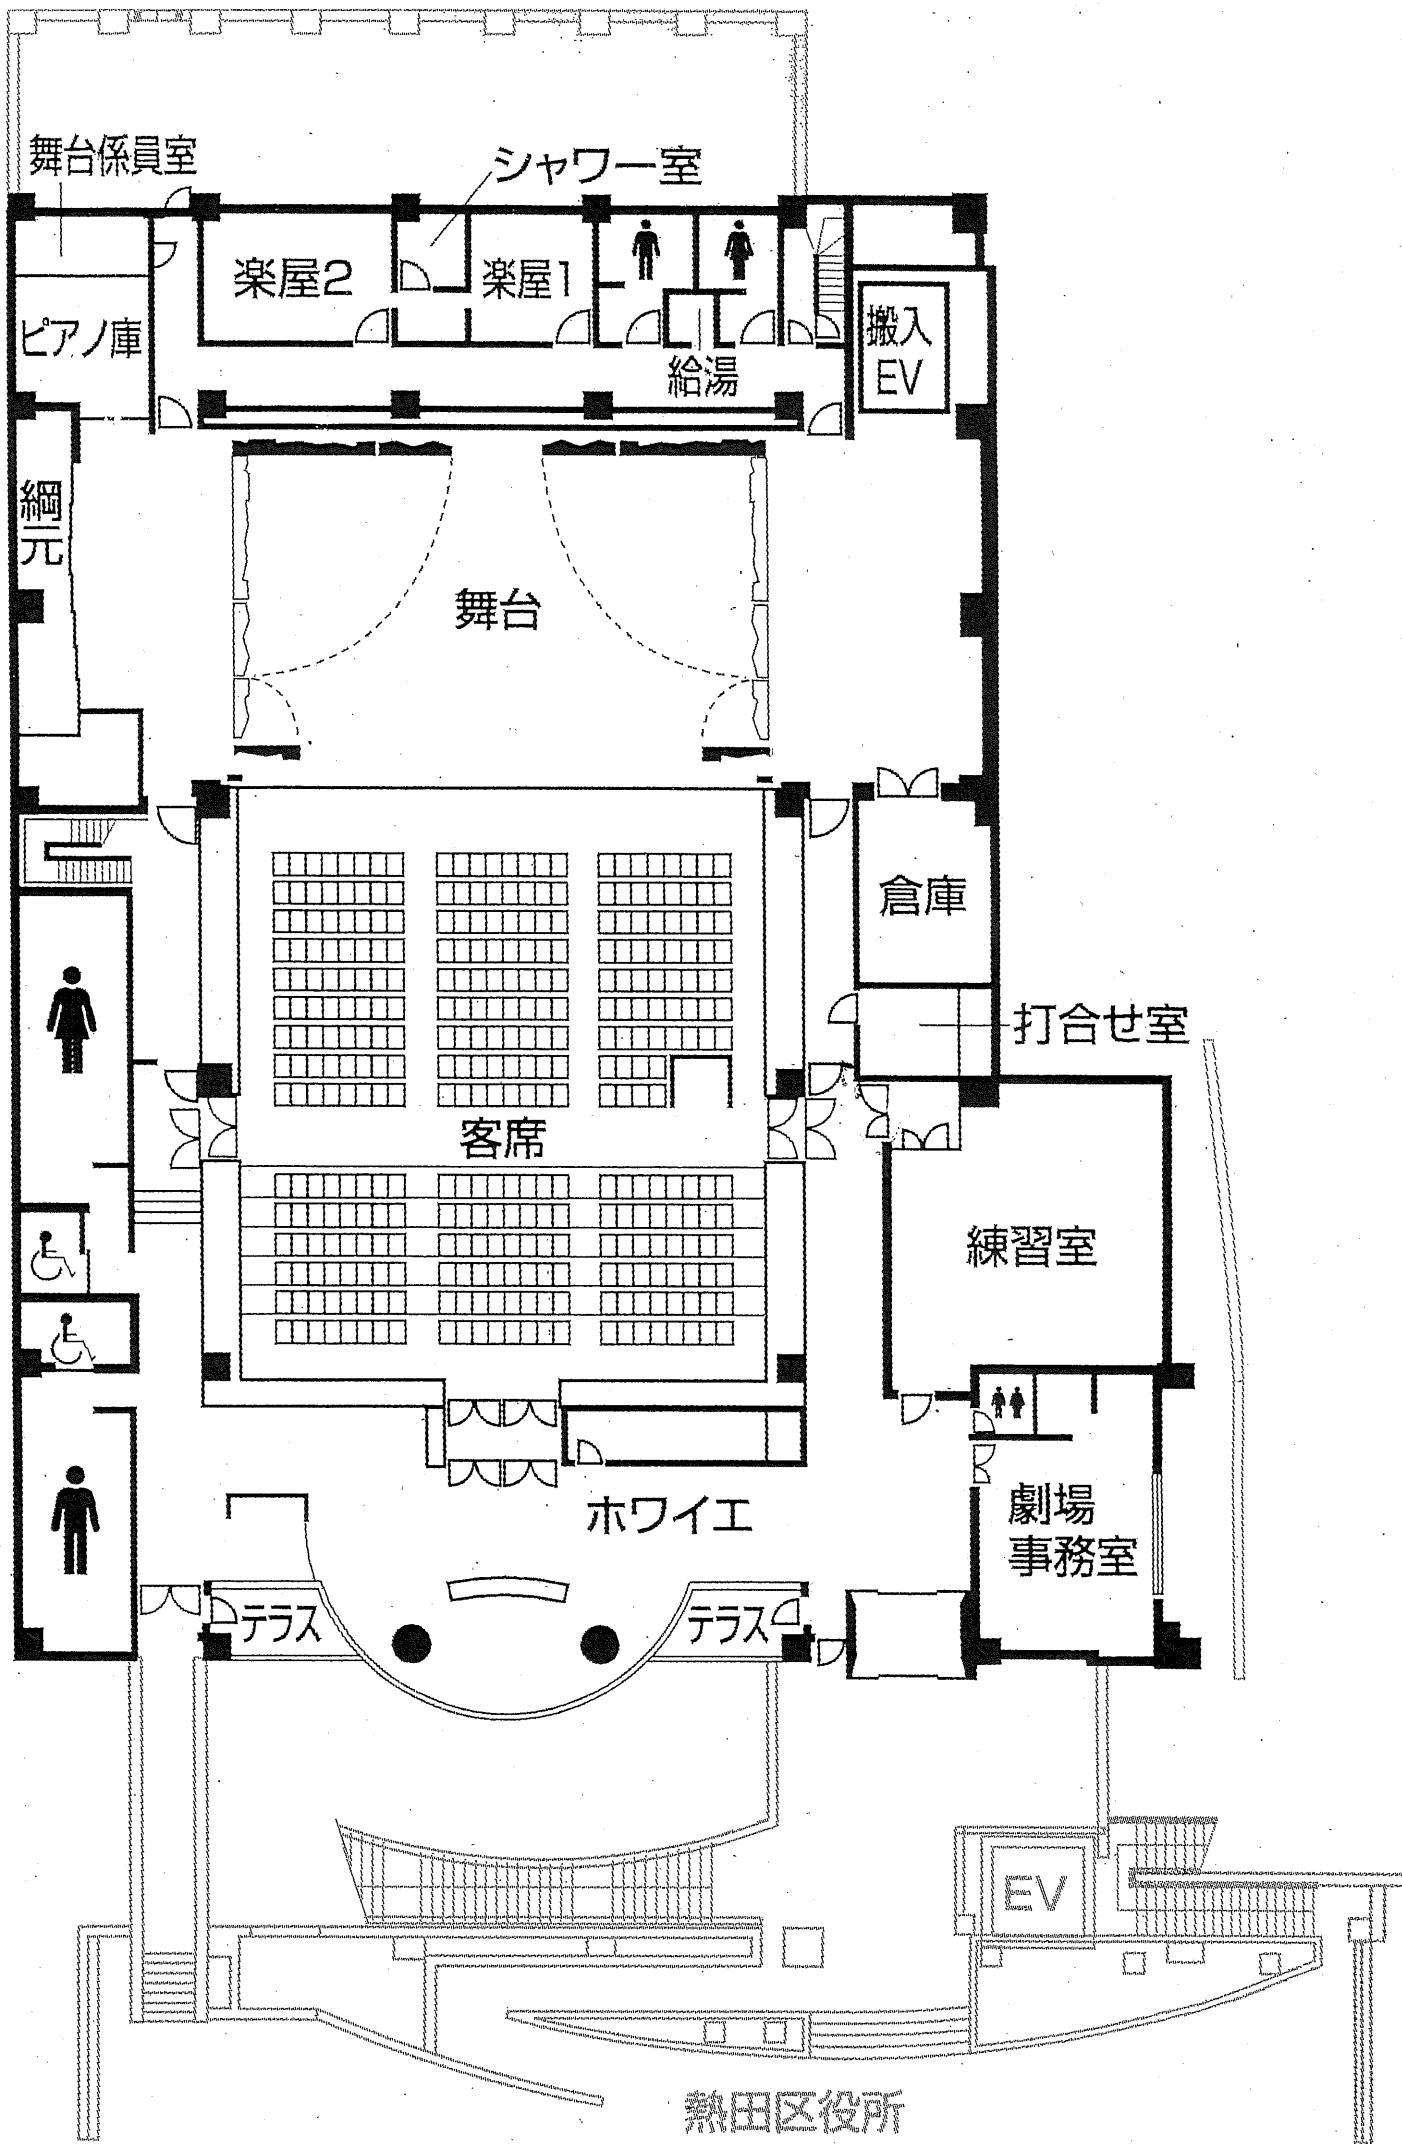 舞台係員室
シャワー室
楽屋2
楽屋1
ピアノ庫
給湯
搬入
EV
綱元
舞台
倉庫
打合せ室
客席
練習室
ホワイエ
劇場
事務室
テラス
テラス
EV
熱田区役所